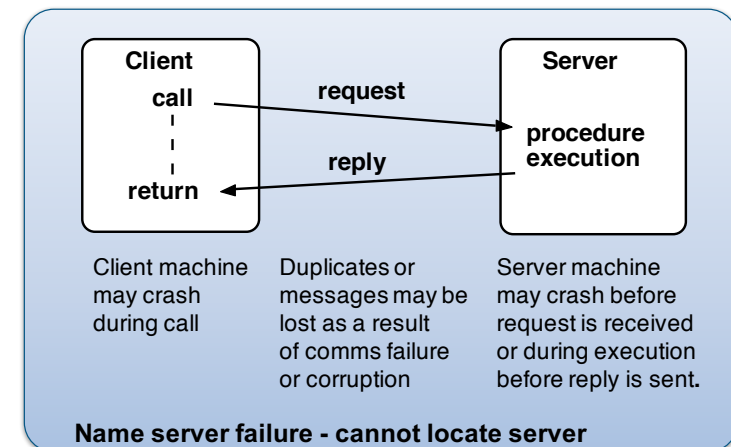 Client
Server
call
request
procedure
execution
reply
return
Client machine
may crash
during call
Duplicates or
messages may be
lost as a result
of comms failure
or corruption
Server machine
may crash before
request is received
or during execution
before reply is sent.
Name server failure - cannot locate server